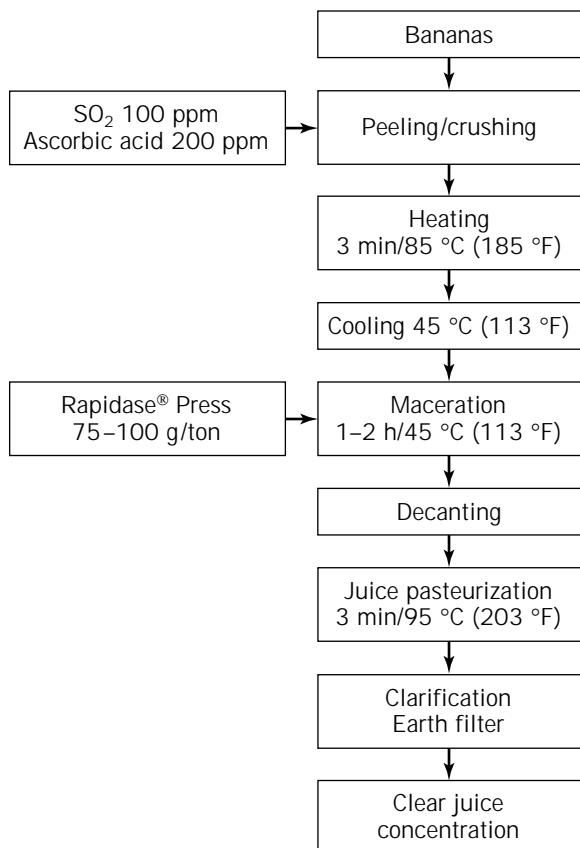 Bananas
SO₂ 100 ppm
Ascorbic acid 200 ppm
Peeling/crushing
Heating
3 min/85 °C (185 °F)
Cooling 45 °C (113 °F)
Rapidase® Press
75–100 g/ton
Maceration
1–2 h/45 °C (113 °F)
Decanting
Juice pasteurization
3 min/95 °C (203 °F)
Clarification
Earth filter
Clear juice
concentration